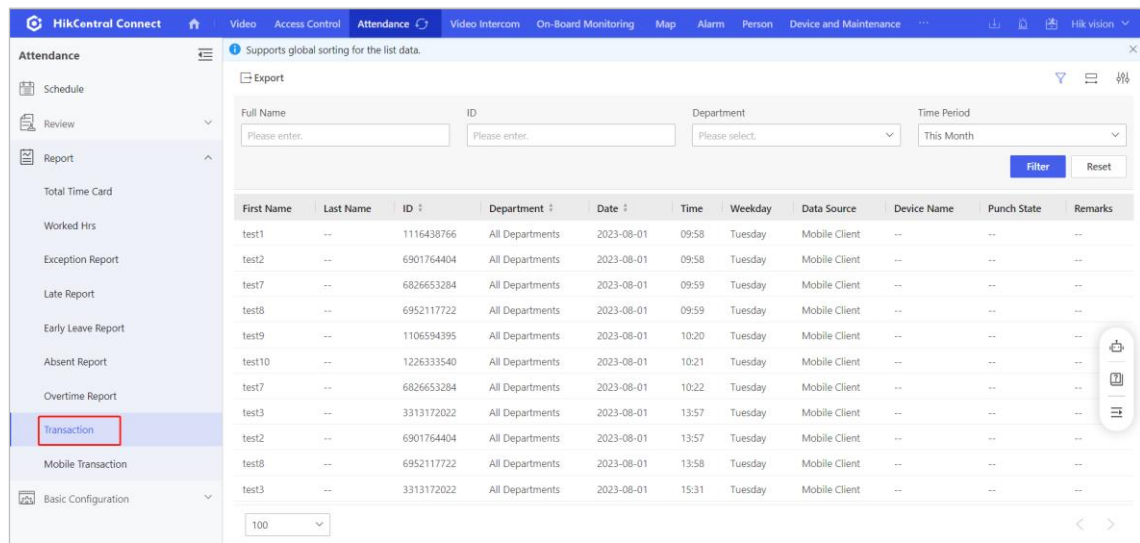 HikCentral Connect Video Access Control Attendance Video Intercom On-Board Monitoring Map Alarm Person Device and Maintenance ... Hik vision
Attendance
Schedule
Review
Report
Total Time Card
Worked Hrs
Exception Report
Late Report
Early Leave Report
Absent Report
Overtime Report
Transaction
Mobile Transaction
Basic Configuration
Supports global sorting for the list data.
Export
Full Name ID Department Time Period
Please enter. Please enter. Please select. This Month
Filter Reset
First Name Last Name ID Department Date Time Weekday Data Source Device Name Punch State Remarks
test1 -- 1116438766 All Departments 2023-08-01 09:58 Tuesday Mobile Client -- -- --
test2 -- 6901764404 All Departments 2023-08-01 09:58 Tuesday Mobile Client -- -- --
test7 -- 6826653284 All Departments 2023-08-01 09:59 Tuesday Mobile Client -- -- --
test8 -- 6952117722 All Departments 2023-08-01 09:59 Tuesday Mobile Client -- -- --
test9 -- 1106594395 All Departments 2023-08-01 10:20 Tuesday Mobile Client -- -- --
test10 -- 1226333540 All Departments 2023-08-01 10:21 Tuesday Mobile Client -- -- --
test7 -- 6826653284 All Departments 2023-08-01 10:22 Tuesday Mobile Client -- -- --
test3 -- 3313172022 All Departments 2023-08-01 13:57 Tuesday Mobile Client -- -- --
test2 -- 6901764404 All Departments 2023-08-01 13:57 Tuesday Mobile Client -- -- --
test8 -- 6952117722 All Departments 2023-08-01 13:58 Tuesday Mobile Client -- -- --
test3 -- 3313172022 All Departments 2023-08-01 15:31 Tuesday Mobile Client -- -- --
100